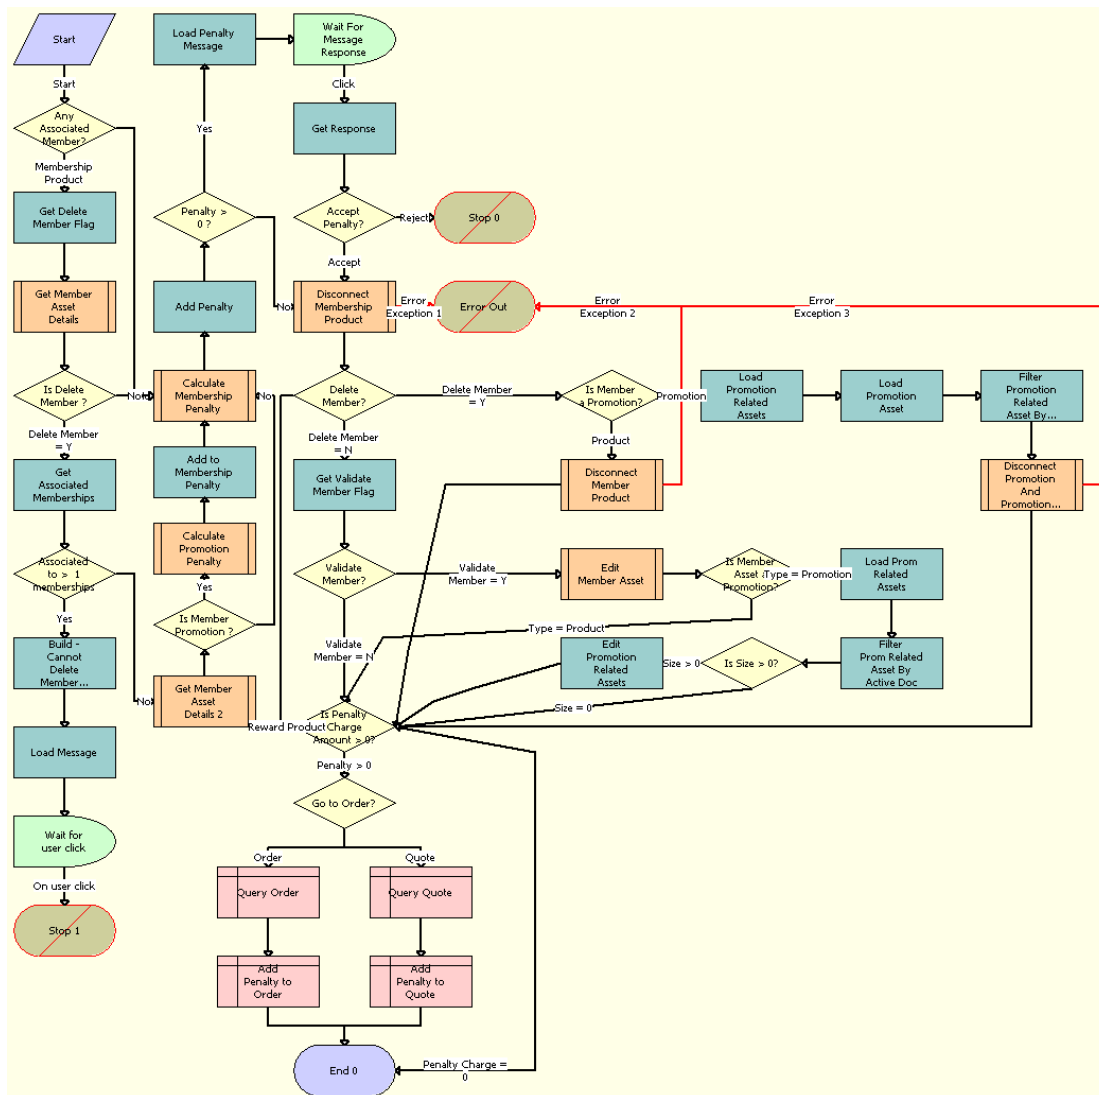 Start
Start
Any
Associated
Member?
Membership
Product
Get Delete
Member Flag
Get Member
Asset
Details
Is Delete
Member ?
Delete Member
= Y
Get
Associated
Memberships
Associated
to > 1
memberships
Yes
Build -
Cannot
Delete
Member...
Load Message
Wait for
user click
On user click
Stop 1
Load Penalty
Message
Yes
Penalty >
0 ?
Add Penalty
Calculate
Membership
Penalty
No
Add to
Membership
Penalty
Calculate
Promotion
Penalty
Yes
Is Member
Promotion ?
No
Get Member
Asset
Details 2
Wait For
Message
Response
Click
Get Response
Accept
Penalty?
Reject
Stop 0
Accept
No
Disconnect
Membership
Product
Error
Exception 1
Error Out
Error
Exception 2
Error
Exception 3
Delete
Member?
Delete Member
= Y
Is Member
a Promotion?
Promotion
Load
Promotion
Related
Assets
Load
Promotion
Asset
Filter
Promotion
Related
Asset By...
Delete Member
= N
Product
Get Validate
Member Flag
Disconnect
Member
Product
Disconnect
Promotion
And
Promotion...
Validate
Member?
Validate
Member = Y
Edit
Member Asset
Is Member
Asset a
Promotion?
Type = Promotion
Load Prom
Related
Assets
Type = Product
Validate
Member = N
Edit
Promotion
Related
Assets
Size > 0
Is Size > 0?
Filter
Prom Related
Asset By
Active Doc
Size = 0
Reward Product
Is Penalty
Charge
Amount > 0?
Penalty > 0
Go to Order?
Order
Quote
Query Order
Query Quote
Add
Penalty to
Order
Add
Penalty to
Quote
End 0
Penalty Charge =
0